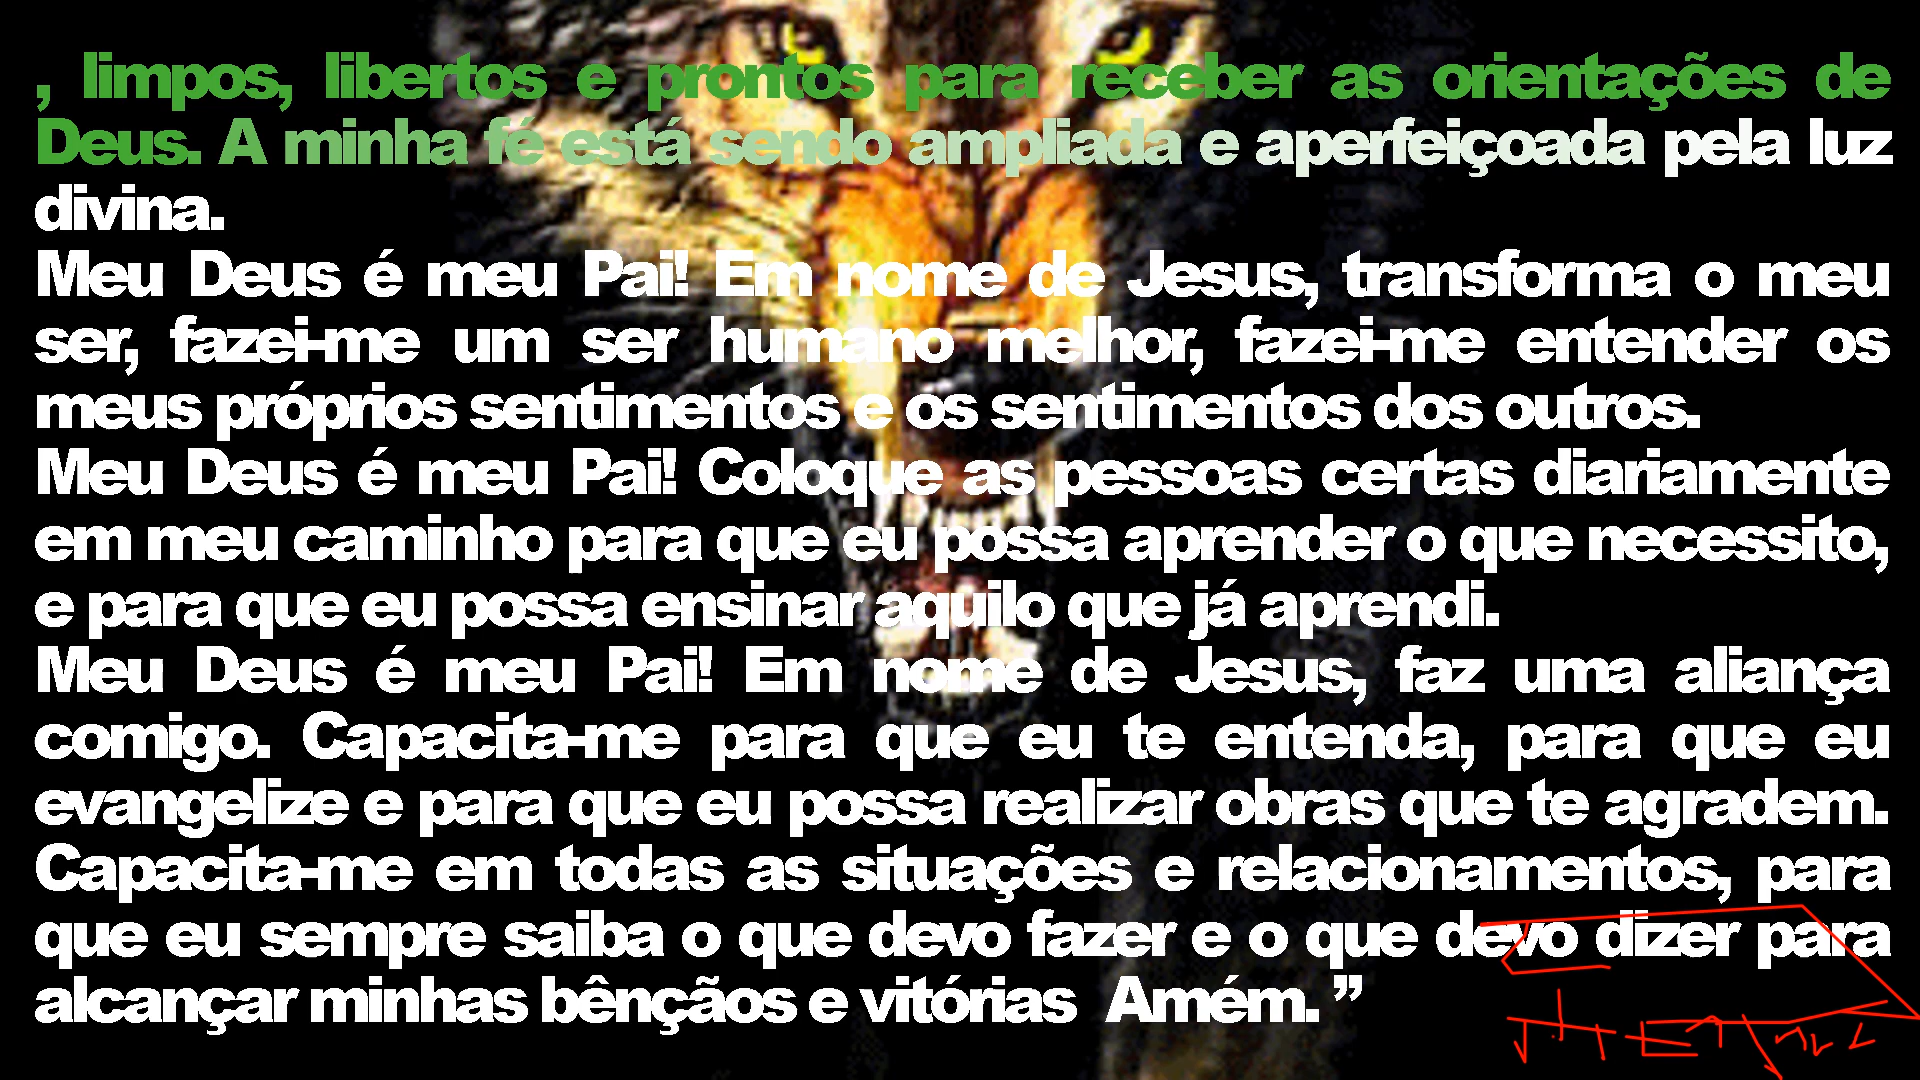 , limpos, libertos e prontos para receber as orientações de
Deus. A minha fé está sendo ampliada e aperfeiçoada pela luz
divina.
Meu Deus é meu Pai! Em nome de Jesus, transforma o meu
ser, fazei-me um ser humano melhor, fazei-me entender os
meus próprios sentimentos e os sentimentos dos outros.
Meu Deus é meu Pai! Coloque as pessoas certas diariamente
em meu caminho para que eu possa aprender o que necessito,
e para que eu possa ensinar aquilo que já aprendi.
Meu Deus é meu Pai! Em nome de Jesus, faz uma aliança
comigo. Capacita-me para que eu te entenda, para que eu
evangelize e para que eu possa realizar obras que te agradem.
Capacita-me em todas as situações e relacionamentos, para
que eu sempre saiba o que devo fazer e o que devo dizer para
alcançar minhas bênçãos e vitórias  Amém. ”